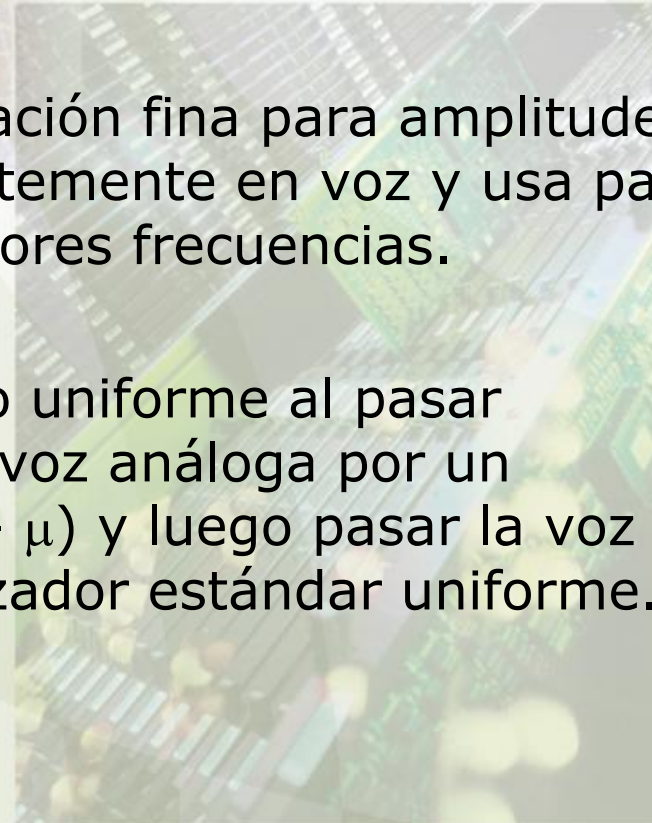 ación fina para amplitude
temente en voz y usa pa
ores frecuencias.
o uniforme al pasar
voz análoga por un
μ) y luego pasar la voz
zador estándar uniforme.